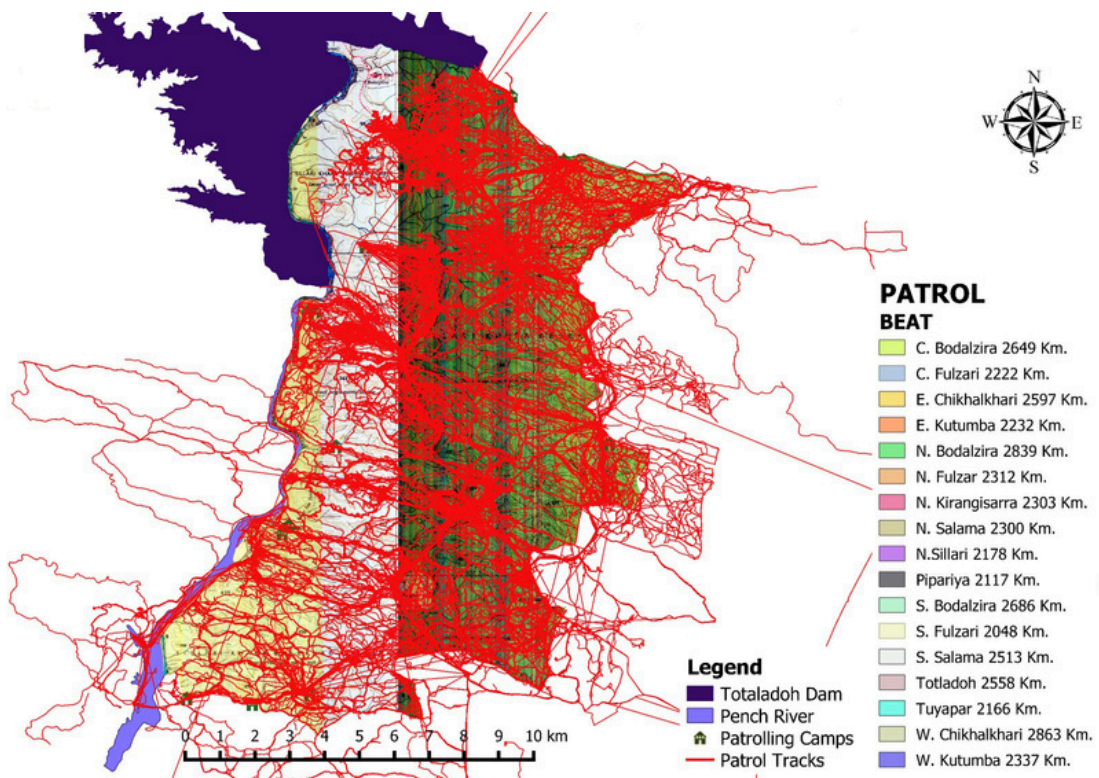 N
W E
S
PATROL
BEAT
C. Bodalzira 2649 Km.
C. Fulzari 2222 Km.
E. Chikhalkhari 2597 Km.
E. Kutumba 2232 Km.
N. Bodalzira 2839 Km.
N. Fulzar 2312 Km.
N. Kirangisarra 2303 Km.
N. Salama 2300 Km.
N.Sillari 2178 Km.
Pipariya 2117 Km.
S. Bodalzira 2686 Km.
S. Fulzari 2048 Km.
S. Salama 2513 Km.
Totladoh 2558 Km.
Tuyapar 2166 Km.
W. Chikhalkhari 2863 Km.
W. Kutumba 2337 Km.
Legend
Totaladoh Dam
Pench River
Patrolling Camps
Patrol Tracks
0 1 2 3 4 5 6 7 8 9 10 km